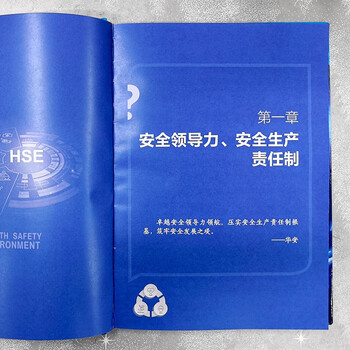 HSE
TH SAFETY
IRONMENT
第一章
安全领导力、安全生产
责任制
卓越安全领导力领航,压实安全生产责任制根
基,筑牢安全发展之境。
——华安